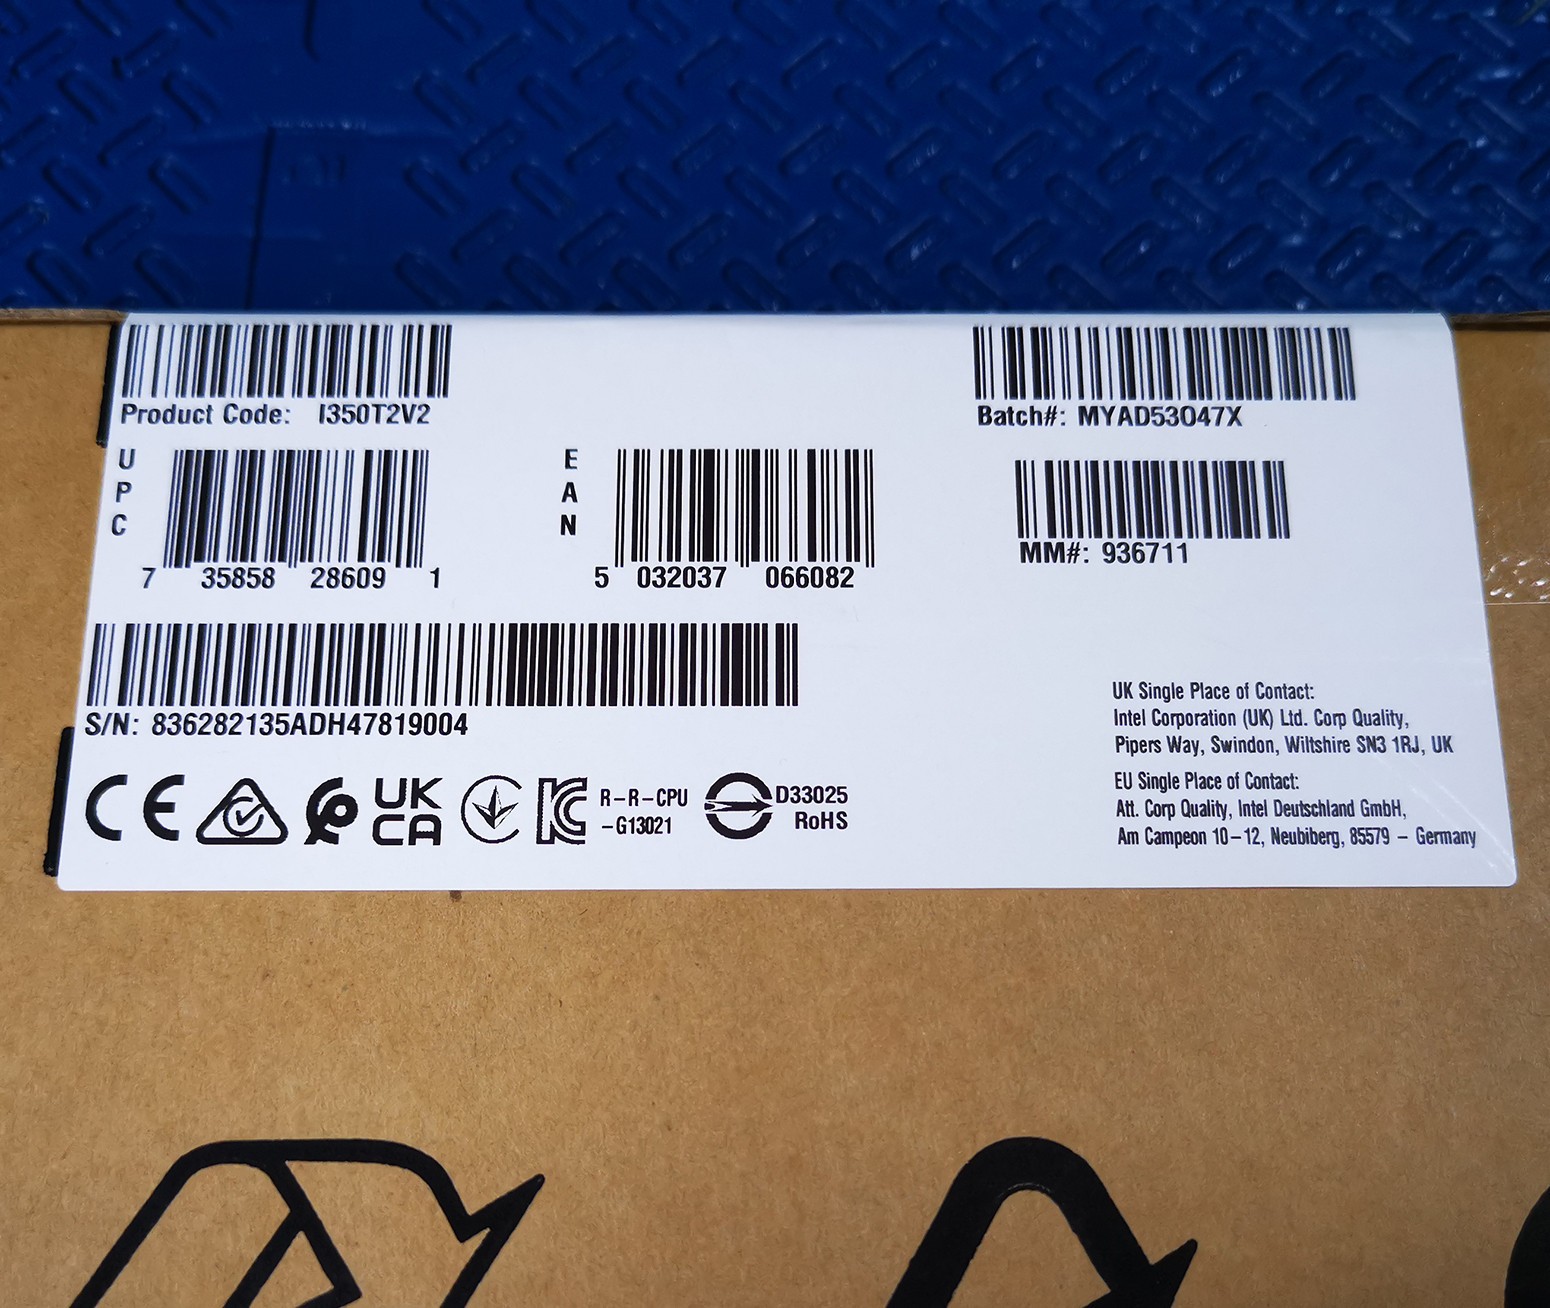 Product Code: I350T2V2
Batch#: MYAD53047X
UPC
7 35858 28609 1
EAN
5 032037 066082
MM#: 936711
S/N: 836282135ADH47819004
CE
UK
CA
R-R-CPU
-G13021
D33025
RoHS
UK Single Place of Contact:
Intel Corporation (UK) Ltd. Corp Quality,
Pipers Way, Swindon, Wiltshire SN3 1RJ, UK
EU Single Place of Contact:
Att. Corp Quality, Intel Deutschland GmbH,
Am Campeon 10-12, Neubiberg, 85579 - Germany